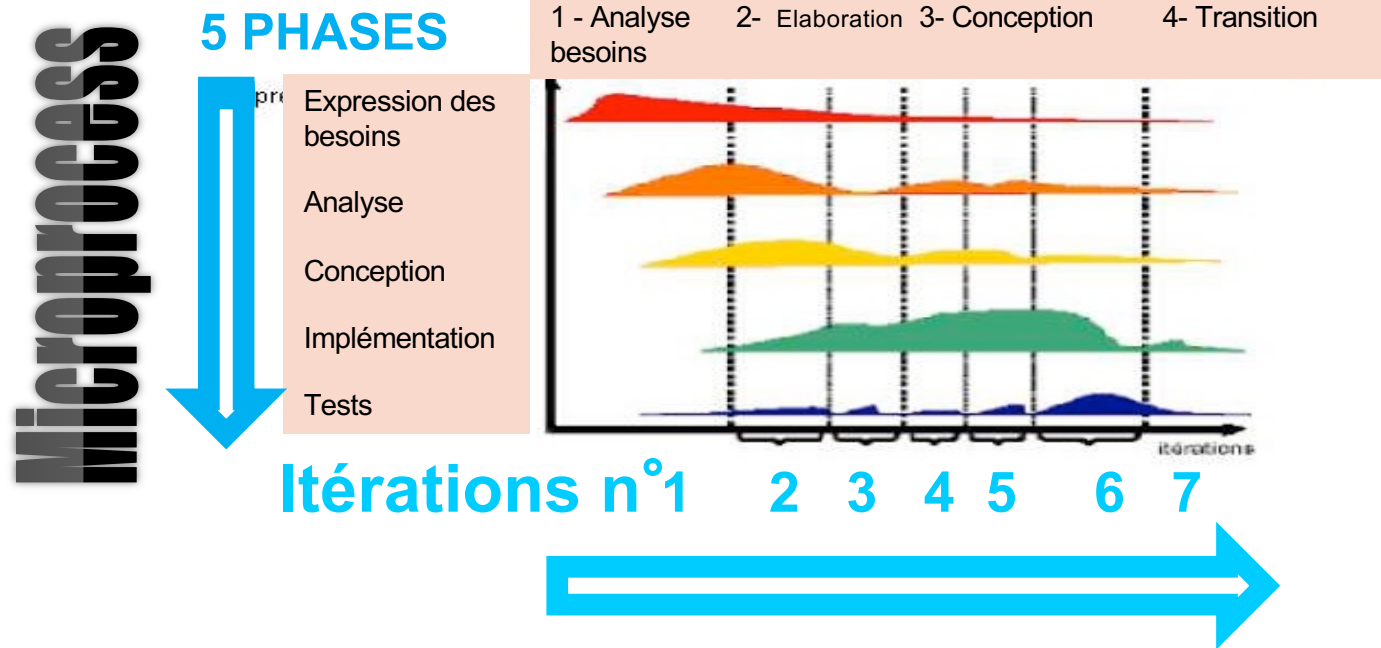 Microprocess
5 PHASES
1 - Analyse
besoins
2- Elaboration
3- Conception
4- Transition
Expression des
besoins
Analyse
Conception
Implémentation
Tests
itérations
Itérations n°1 2 3 4 5 6 7